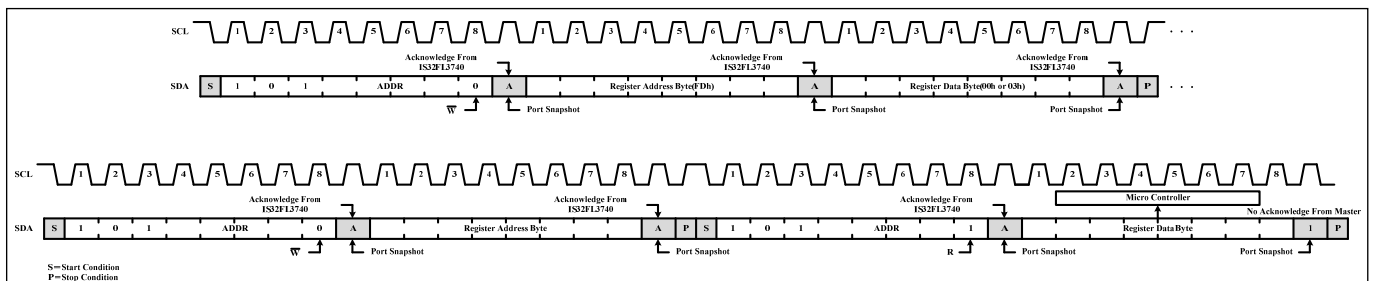 SCL 1 2 3 4 5 6 7 8 1 2 3 4 5 6 7 8 1 2 3 4 5 6 7 8 . . .
Acknowledge From IS32FL3740 Acknowledge From IS32FL3740 Acknowledge From IS32FL3740
SDA S 1 0 1 ADDR 0 A Register Address Byte(FDh) A Register Data Byte(00h or 03h) A P . . .
W Port Snapshot Port Snapshot Port Snapshot
SCL 1 2 3 4 5 6 7 8 1 2 3 4 5 6 7 8 1 2 3 4 5 6 7 8 1 2 3 4 5 6 7 8
Acknowledge From IS32FL3740 Acknowledge From IS32FL3740 Acknowledge From IS32FL3740 Micro Controller
No Acknowledge From Master
SDA S 1 0 1 ADDR 0 A Register Address Byte A P S 1 0 1 ADDR 1 A Register Data Byte 1 P
W Port Snapshot Port Snapshot R Port Snapshot Port Snapshot
S=Start Condition
P=Stop Condition